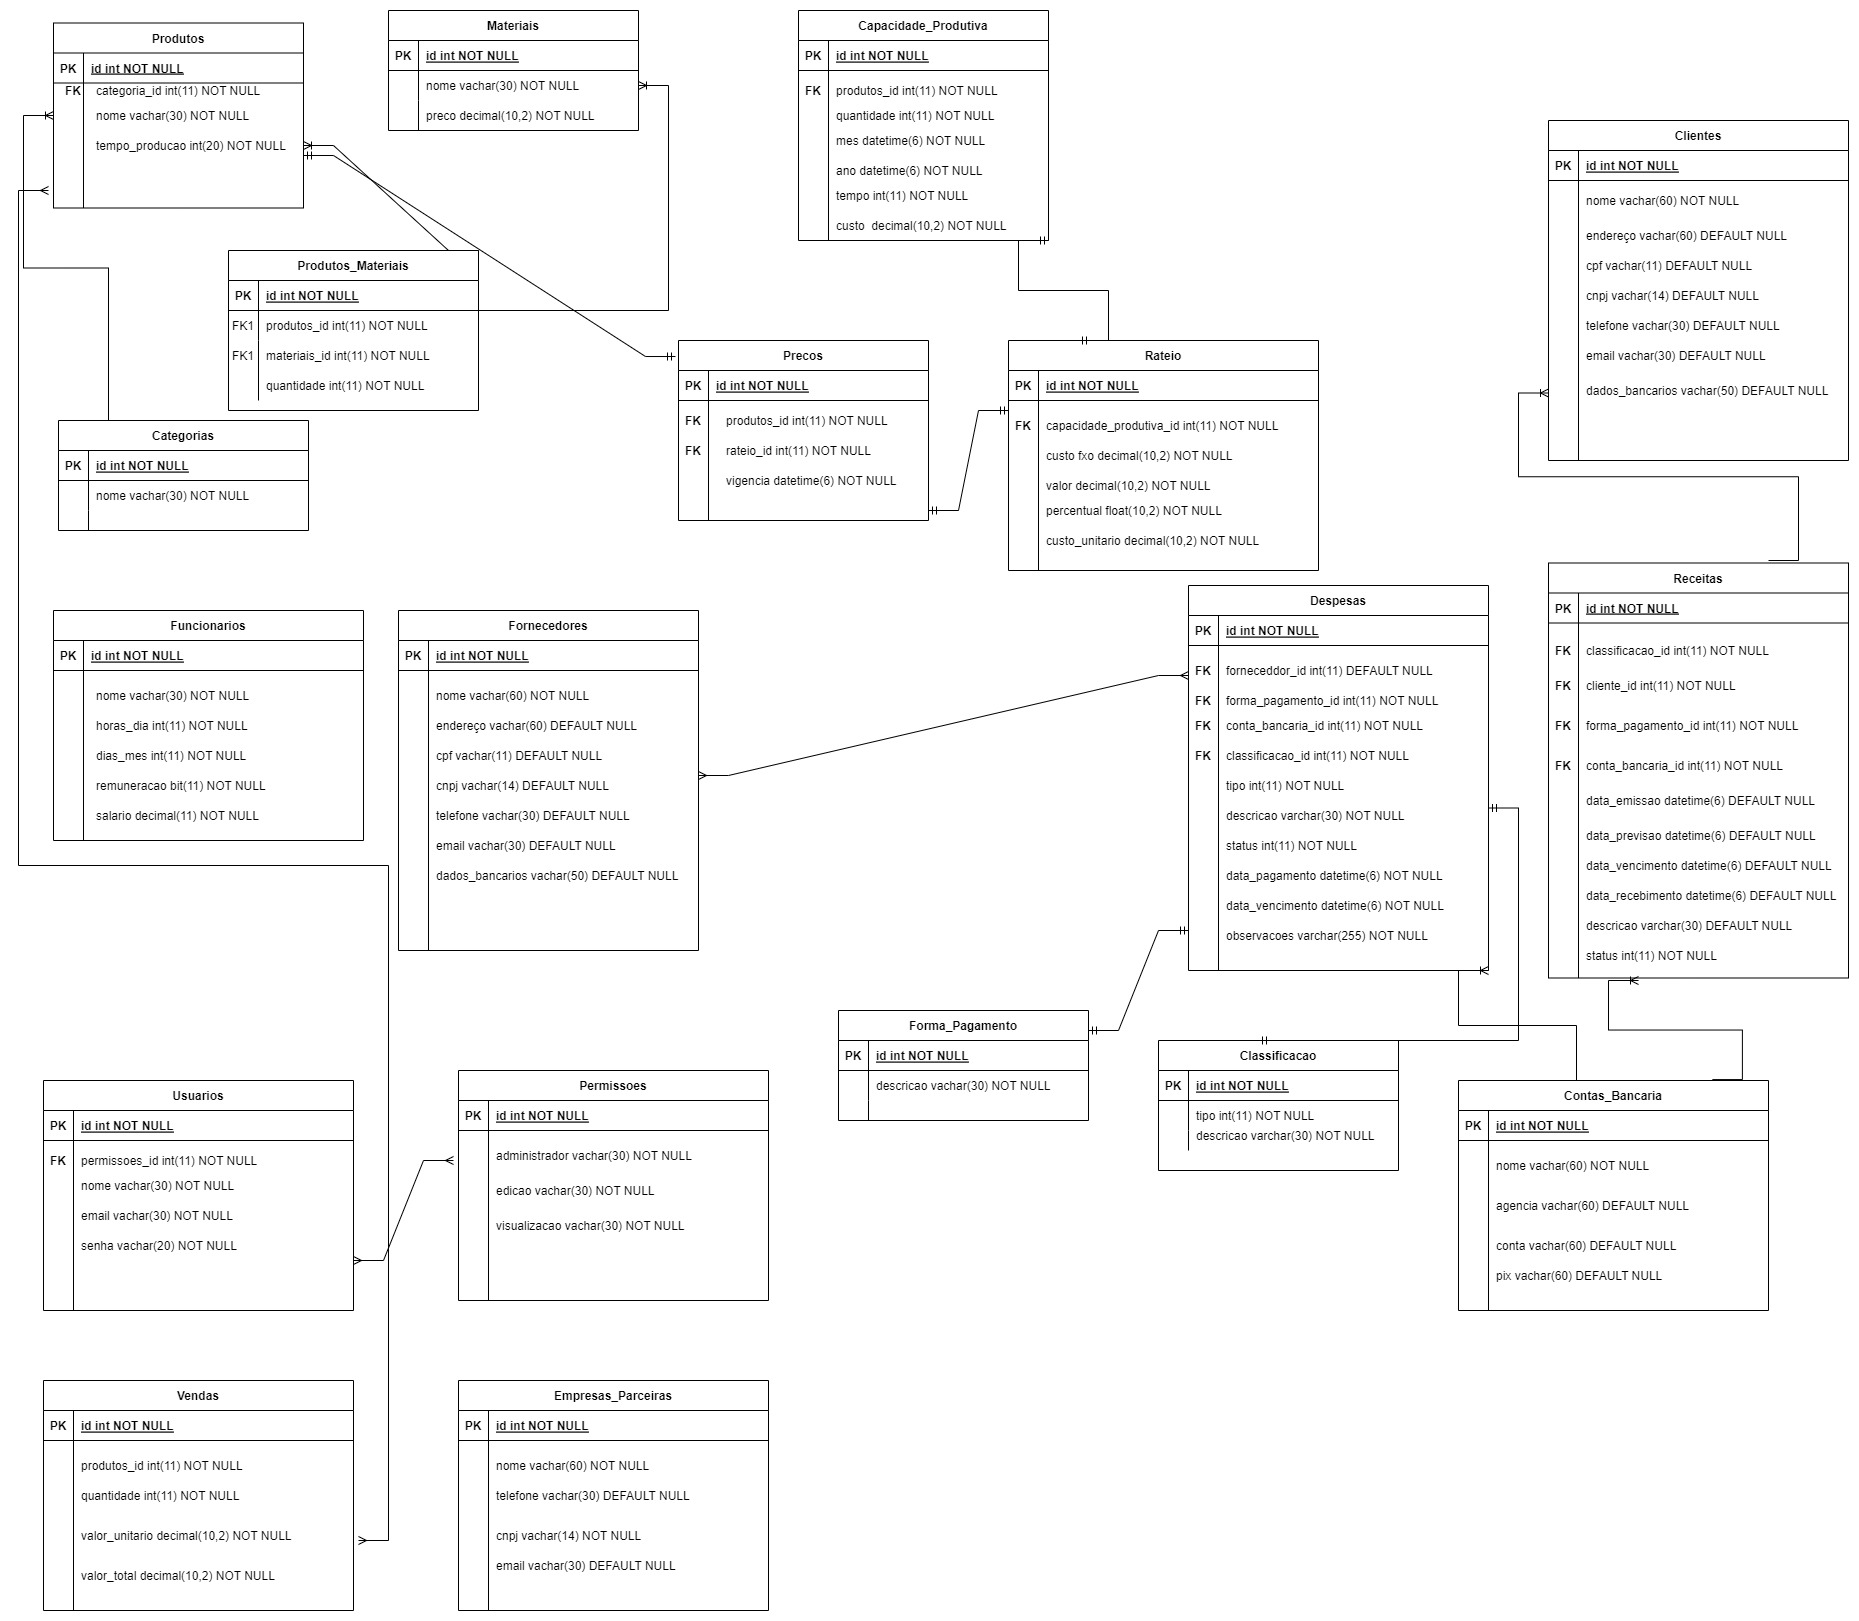 Produtos
PK id int NOT NULL
FK categoria_id int(11) NOT NULL
nome vachar(30) NOT NULL
tempo_producao int(20) NOT NULL
Materiais
PK id int NOT NULL
nome vachar(30) NOT NULL
preco decimal(10,2) NOT NULL
Capacidade_Produtiva
PK id int NOT NULL
FK produtos_id int(11) NOT NULL
quantidade int(11) NOT NULL
mes datetime(6) NOT NULL
ano datetime(6) NOT NULL
tempo int(11) NOT NULL
custo  decimal(10,2) NOT NULL
Clientes
PK id int NOT NULL
nome vachar(60) NOT NULL
endereço vachar(60) DEFAULT NULL
cpf vachar(11) DEFAULT NULL
cnpj vachar(14) DEFAULT NULL
telefone vachar(30) DEFAULT NULL
email vachar(30) DEFAULT NULL
dados_bancarios vachar(50) DEFAULT NULL
Produtos_Materiais
PK id int NOT NULL
FK1 produtos_id int(11) NOT NULL
FK1 materiais_id int(11) NOT NULL
quantidade int(11) NOT NULL
Precos
PK id int NOT NULL
FK produtos_id int(11) NOT NULL
FK rateio_id int(11) NOT NULL
vigencia datetime(6) NOT NULL
Rateio
PK id int NOT NULL
FK capacidade_produtiva_id int(11) NOT NULL
custo fxo decimal(10,2) NOT NULL
valor decimal(10,2) NOT NULL
percentual float(10,2) NOT NULL
custo_unitario decimal(10,2) NOT NULL
Categorias
PK id int NOT NULL
nome vachar(30) NOT NULL
Funcionarios
PK id int NOT NULL
nome vachar(30) NOT NULL
horas_dia int(11) NOT NULL
dias_mes int(11) NOT NULL
remuneracao bit(11) NOT NULL
salario decimal(11) NOT NULL
Fornecedores
PK id int NOT NULL
nome vachar(60) NOT NULL
endereço vachar(60) DEFAULT NULL
cpf vachar(11) DEFAULT NULL
cnpj vachar(14) DEFAULT NULL
telefone vachar(30) DEFAULT NULL
email vachar(30) DEFAULT NULL
dados_bancarios vachar(50) DEFAULT NULL
Despesas
PK id int NOT NULL
FK forneceddor_id int(11) DEFAULT NULL
FK forma_pagamento_id int(11) NOT NULL
FK conta_bancaria_id int(11) NOT NULL
FK classificacao_id int(11) NOT NULL
tipo int(11) NOT NULL
descricao varchar(30) NOT NULL
status int(11) NOT NULL
data_pagamento datetime(6) NOT NULL
data_vencimento datetime(6) NOT NULL
observacoes varchar(255) NOT NULL
Receitas
PK id int NOT NULL
FK classificacao_id int(11) NOT NULL
FK cliente_id int(11) NOT NULL
FK forma_pagamento_id int(11) NOT NULL
FK conta_bancaria_id int(11) NOT NULL
data_emissao datetime(6) DEFAULT NULL
data_previsao datetime(6) DEFAULT NULL
data_vencimento datetime(6) DEFAULT NULL
data_recebimento datetime(6) DEFAULT NULL
descricao varchar(30) DEFAULT NULL
status int(11) NOT NULL
Forma_Pagamento
PK id int NOT NULL
descricao vachar(30) NOT NULL
Classificacao
PK id int NOT NULL
tipo int(11) NOT NULL
descricao varchar(30) NOT NULL
Contas_Bancaria
PK id int NOT NULL
nome vachar(60) NOT NULL
agencia vachar(60) DEFAULT NULL
conta vachar(60) DEFAULT NULL
pix vachar(60) DEFAULT NULL
Usuarios
PK id int NOT NULL
FK permissoes_id int(11) NOT NULL
nome vachar(30) NOT NULL
email vachar(30) NOT NULL
senha vachar(20) NOT NULL
Permissoes
PK id int NOT NULL
administrador vachar(30) NOT NULL
edicao vachar(30) NOT NULL
visualizacao vachar(30) NOT NULL
Vendas
PK id int NOT NULL
produtos_id int(11) NOT NULL
quantidade int(11) NOT NULL
valor_unitario decimal(10,2) NOT NULL
valor_total decimal(10,2) NOT NULL
Empresas_Parceiras
PK id int NOT NULL
nome vachar(60) NOT NULL
telefone vachar(30) DEFAULT NULL
cnpj vachar(14) NOT NULL
email vachar(30) DEFAULT NULL